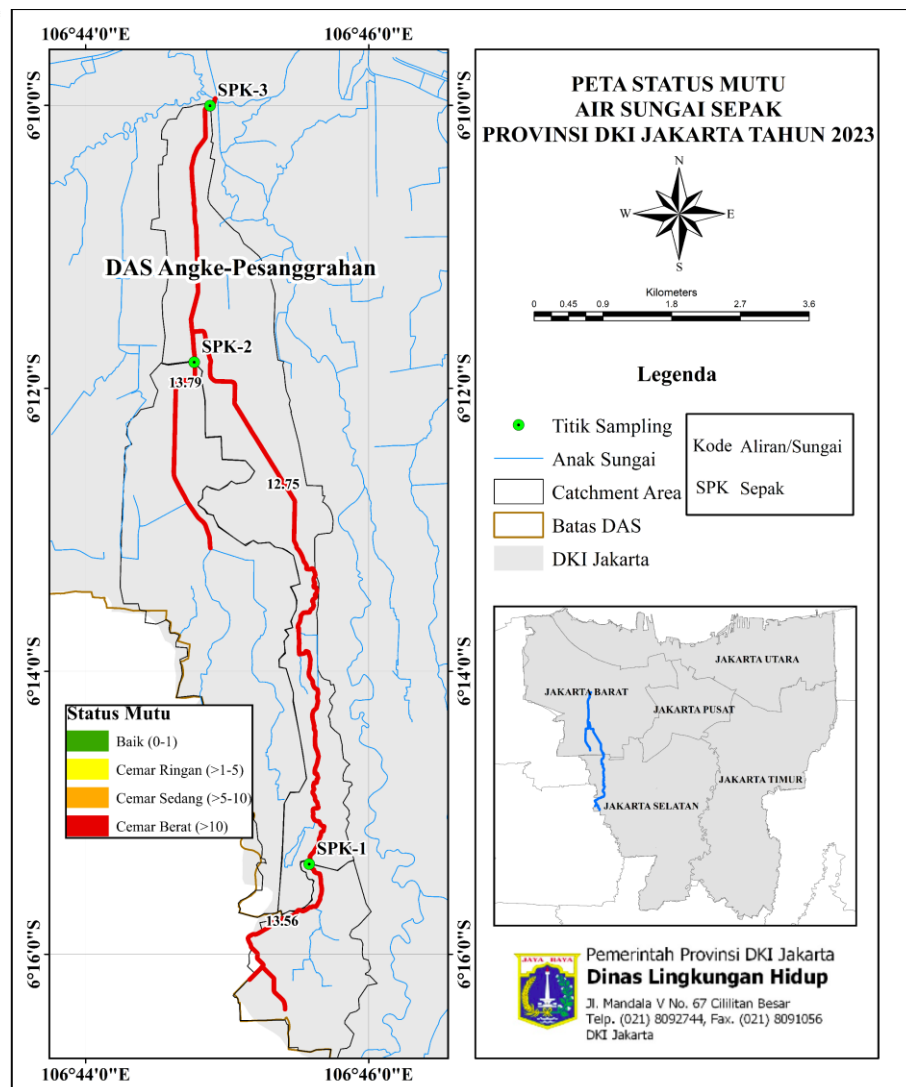 106°44'0"E
106°46'0"E
6°10'0"S
6°12'0"S
6°14'0"S
6°16'0"S
SPK-3
DAS Angke-Pesanggrahan
SPK-2
13.79
12.75
SPK-1
13.56
Status Mutu
Baik (0-1)
Cemar Ringan (>1-5)
Cemar Sedang (>5-10)
Cemar Berat (>10)
6°10'0"S
6°12'0"S
6°14'0"S
6°16'0"S
106°44'0"E
106°46'0"E
PETA STATUS MUTU
AIR SUNGAI SEPAK
PROVINSI DKI JAKARTA TAHUN 2023
N
W
E
S
Kilometers
0 0.45 0.9 1.8 2.7 3.6
Legenda
Titik Sampling
Anak Sungai
Catchment Area
Batas DAS
DKI Jakarta
Kode Aliran/Sungai
SPK Sepak
JAKARTA UTARA
JAKARTA BARAT
JAKARTA PUSAT
JAKARTA TIMUR
JAKARTA SELATAN
JAYA RAYA
Pemerintah Provinsi DKI Jakarta
Dinas Lingkungan Hidup
Jl. Mandala V No. 67 Cililitan Besar
Telp. (021) 8092744, Fax. (021) 8091056
DKI Jakarta